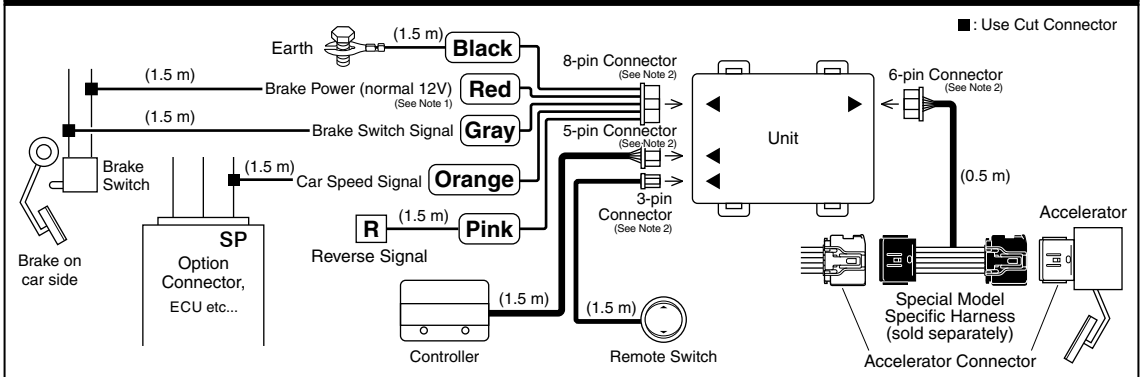 ■: Use Cut Connector
Earth
(1.5 m)
Black
8-pin Connector
(See Note 2)
6-pin Connector
(See Note 2)
(1.5 m)
Brake Power (normal 12V)
(See Note 1)
Red
(1.5 m)
Brake Switch Signal
Gray
5-pin Connector
(See Note 2)
Unit
Brake
Switch
(1.5 m)
Car Speed Signal
Orange
3-pin
Connector
(See Note 2)
(0.5 m)
Accelerator
SP
Option
Connector,
ECU etc...
R
(1.5 m)
Pink
Reverse Signal
Brake on
car side
(1.5 m)
Controller
(1.5 m)
Remote Switch
Special Model
Specific Harness
(sold separately)
Accelerator Connector